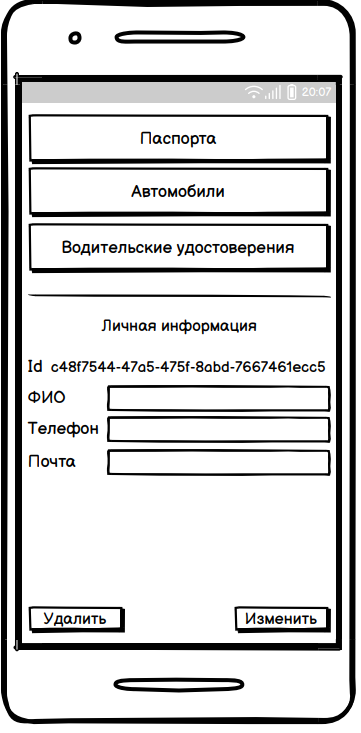 20:07
Паспорта
Автомобили
Водительские удостоверения
Личная информация
Id c48f7544-47a5-475f-8abd-7667461ecc5
ФИО
Телефон
Почта
Удалить Изменить